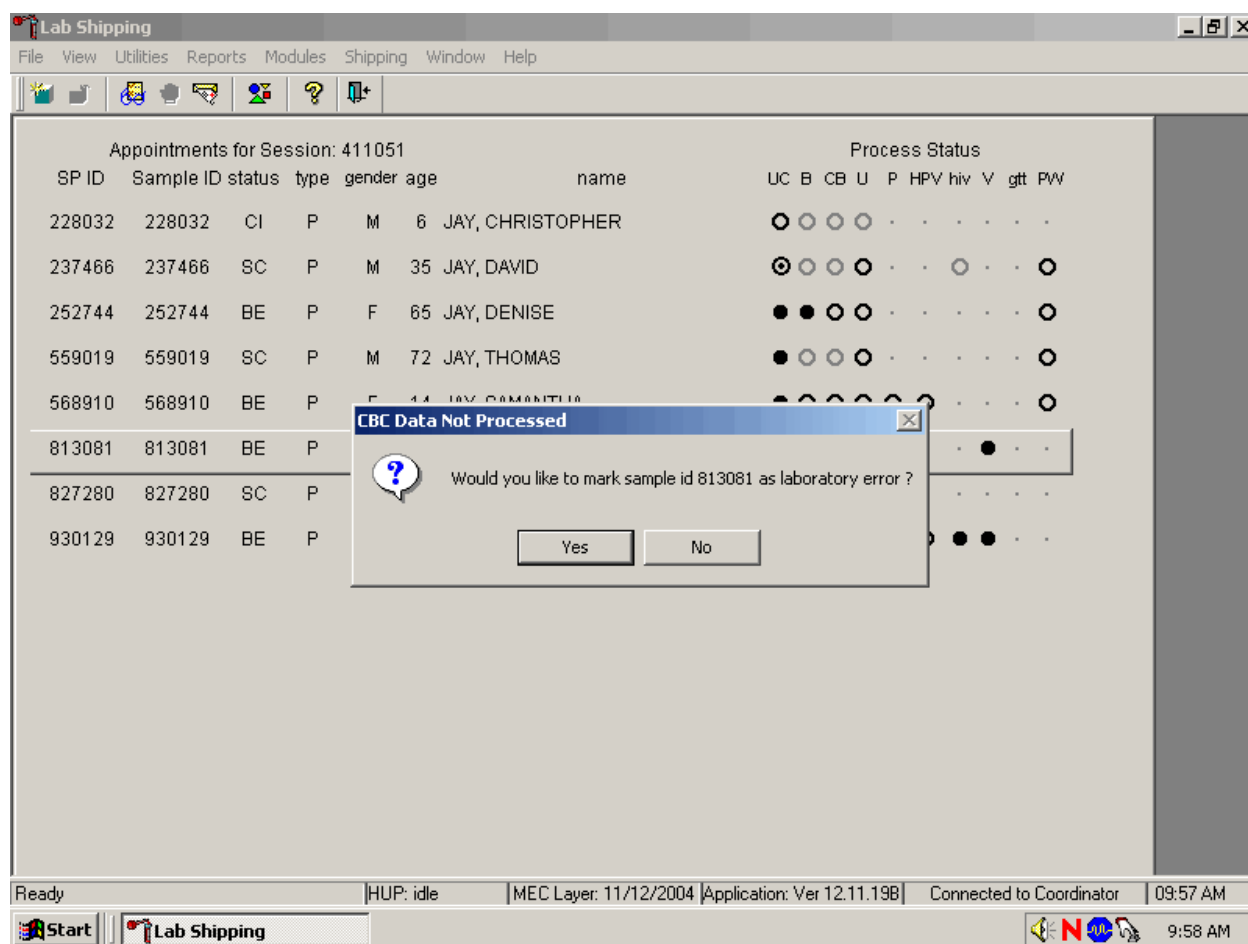 Lab Shipping
File View Utilities Reports Modules Shipping Window Help
Appointments for Session: 411051 Process Status
SP ID Sample ID status type gender age name UC B CB U P HPV hiv V gtt PW
228032 228032 CI P M 6 JAY, CHRISTOPHER
237466 237466 SC P M 35 JAY, DAVID
252744 252744 BE P F 65 JAY, DENISE
559019 559019 SC P M 72 JAY, THOMAS
568910 568910 BE P F 14 JAY, SAMANTHA
CBC Data Not Processed
813081 813081 BE P
Would you like to mark sample id 813081 as laboratory error ?
827280 827280 SC P
Yes No
930129 930129 BE P
Ready HUP: idle MEC Layer: 11/12/2004 Application: Ver 12.11.19B Connected to Coordinator 09:57 AM
Start Lab Shipping N 9:58 AM